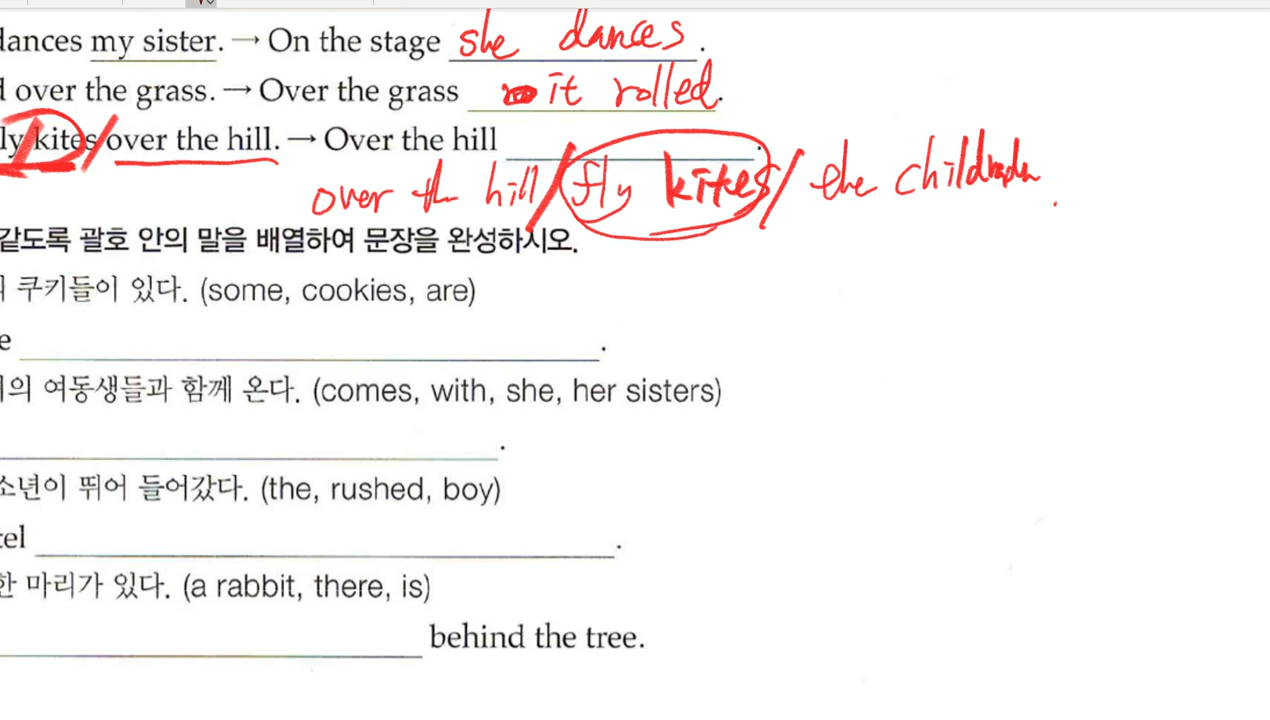 dances my sister. → On the stage she dances.
over the grass. → Over the grass it rolled.
kites/over the hill. → Over the hill .
over the hill/fly kites/the
같도록 괄호 안의 말을 배열하여 문장을 완성하시오.
쿠키들이 있다. (some, cookies, are)
e .
의 여동생들과 함께 온다. (comes, with, she, her sisters)
.
소년이 뛰어 들어갔다. (the, rushed, boy)
tel .
한 마리가 있다. (a rabbit, there, is)
behind the tree.